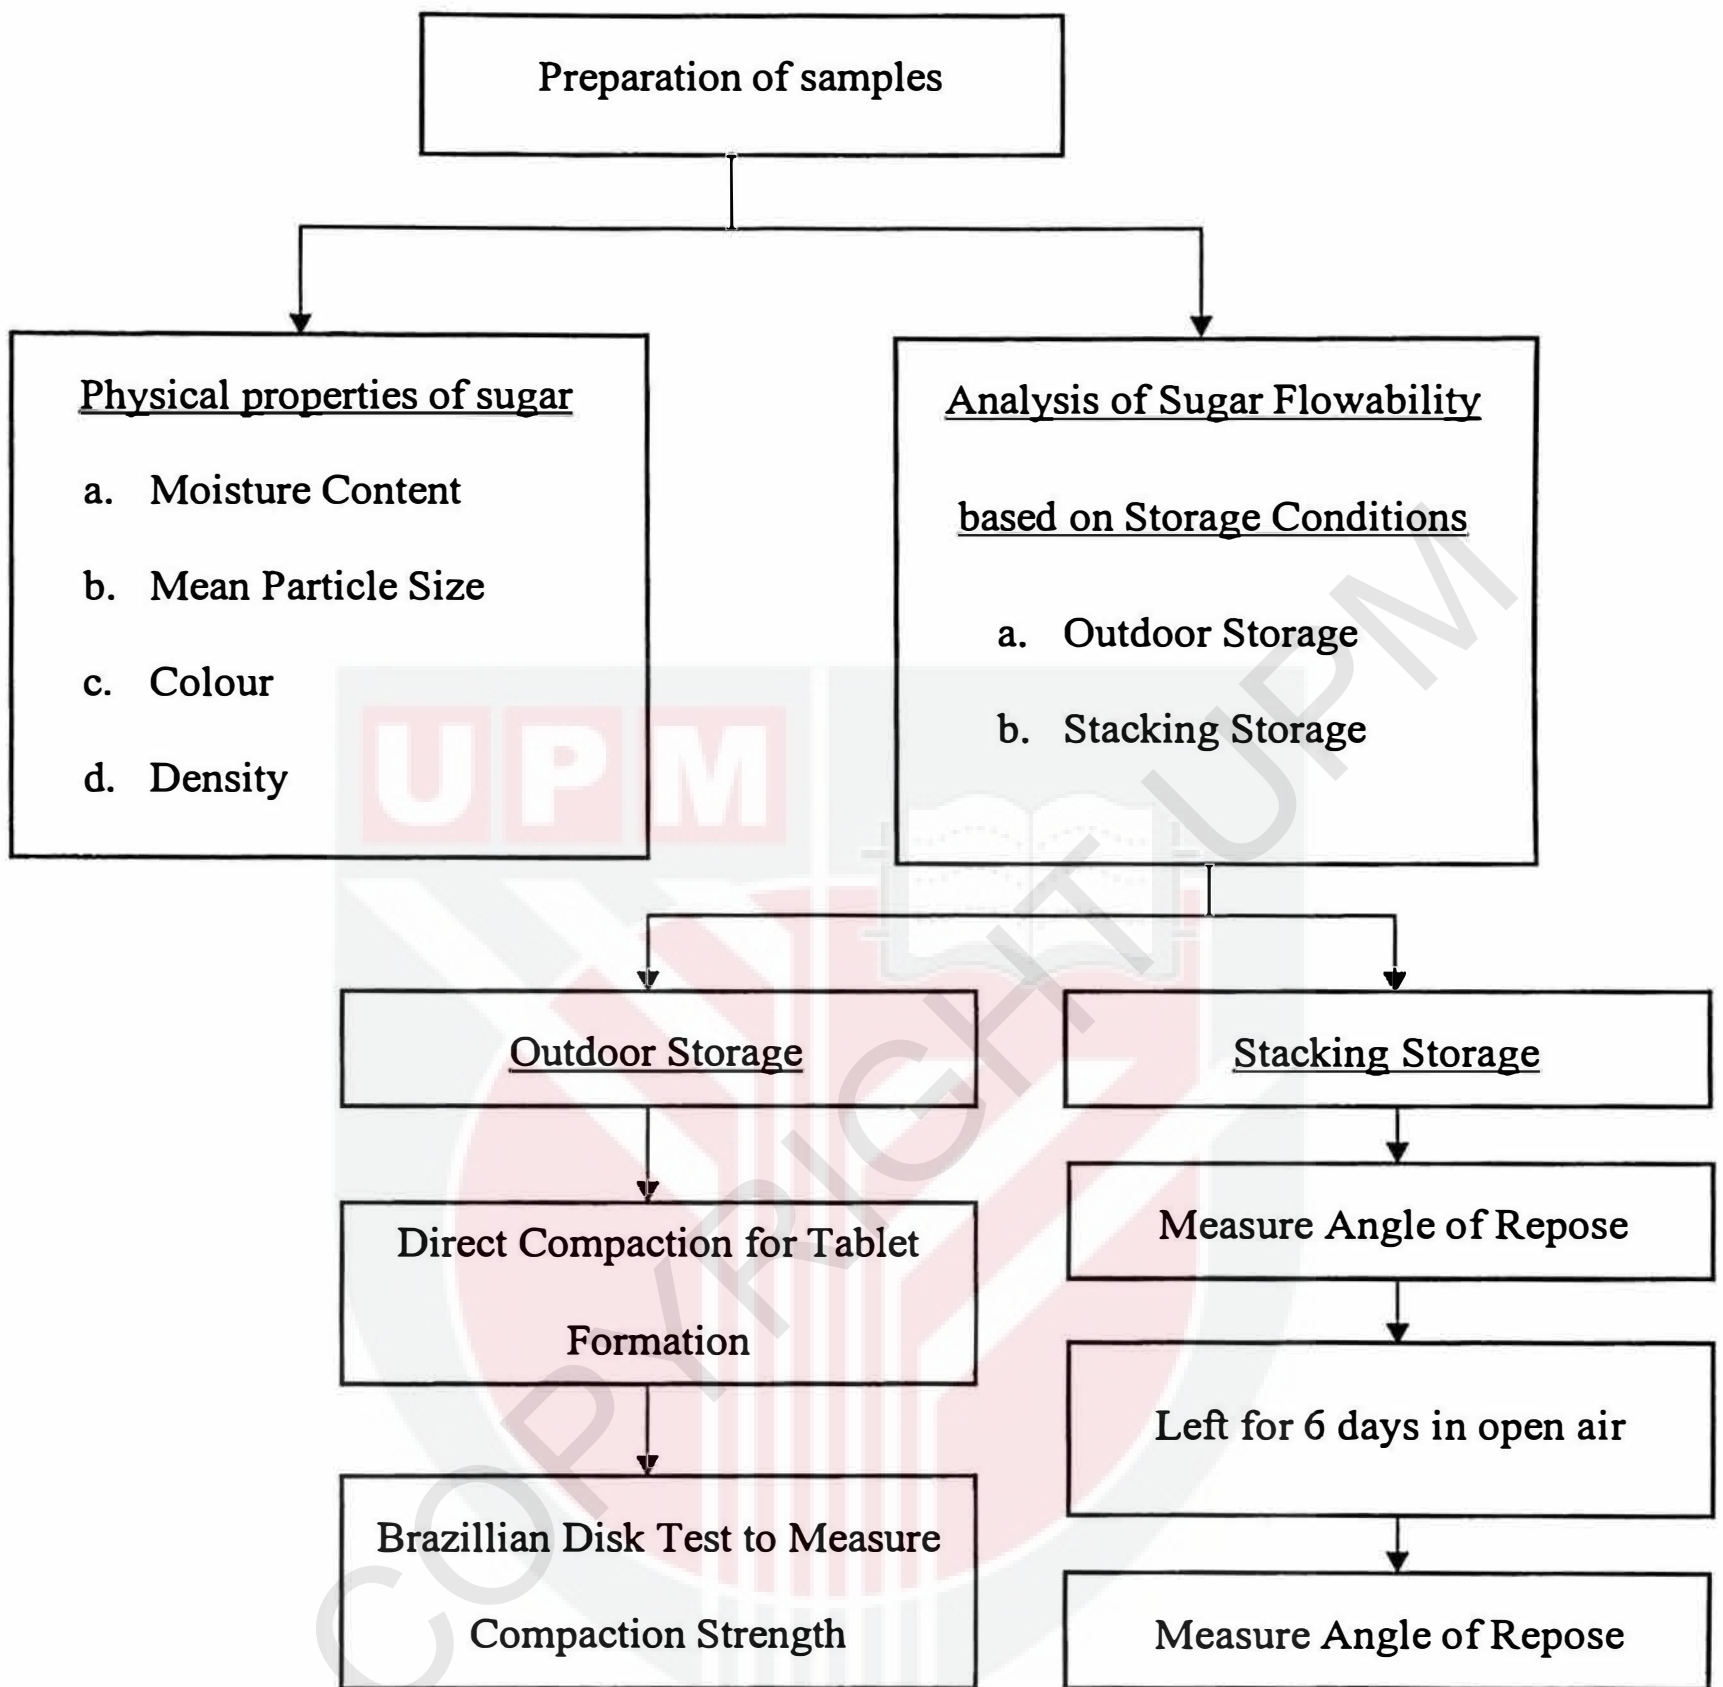 Preparation of samples
Physical properties of sugar
a. Moisture Content
b. Mean Particle Size
c. Colour
d. Density
Analysis of Sugar Flowability
based on Storage Conditions
a. Outdoor Storage
b. Stacking Storage
Outdoor Storage
Direct Compaction for Tablet
Formation
Brazillian Disk Test to Measure
Compaction Strength
Stacking Storage
Measure Angle of Repose
Left for 6 days in open air
Measure Angle of Repose
UPM
COPYRIGHT UPM